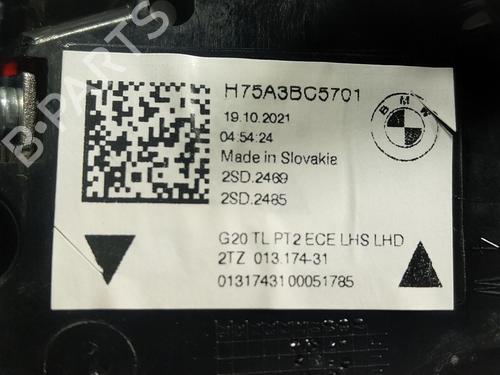 H75A3BC5701
19.10.2021
04:54:24
Made in Slovakie
2SD.2469
2SD.2485
BMW
G20 TL PT2 ECE LHS LHD
2TZ 013.174-31
01317431 00051785
B-PARTS